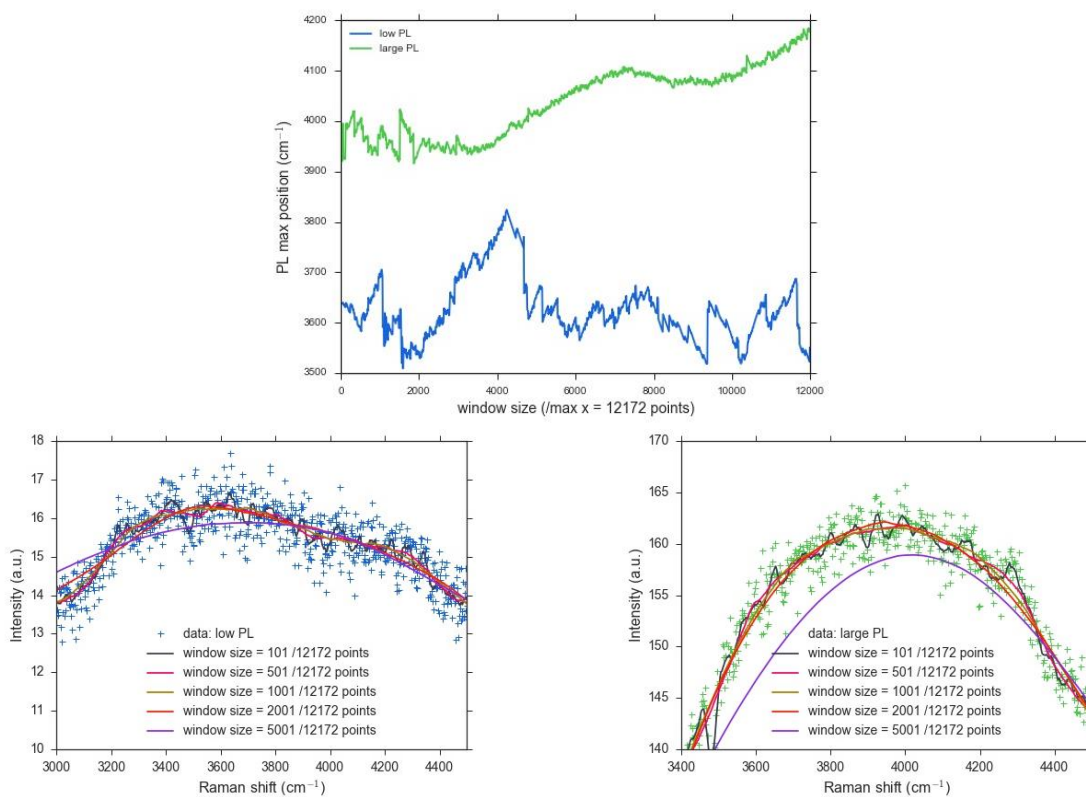 4200
4100
4000
3900
3800
3700
3600
3500
PL max position (cm⁻¹)
low PL
large PL
0 2000 4000 6000 8000 10000 12000
window size (/max x = 12172 points)
18
17
16
15
14
13
12
11
10
Intensity (a.u.)
data: low PL
window size = 101 /12172 points
window size = 501 /12172 points
window size = 1001 /12172 points
window size = 2001 /12172 points
window size = 5001 /12172 points
3000 3200 3400 3600 3800 4000 4200 4400
Raman shift (cm⁻¹)
170
165
160
155
150
145
140
Intensity (a.u.)
data: large PL
window size = 101 /12172 points
window size = 501 /12172 points
window size = 1001 /12172 points
window size = 2001 /12172 points
window size = 5001 /12172 points
3400 3600 3800 4000 4200 4400
Raman shift (cm⁻¹)